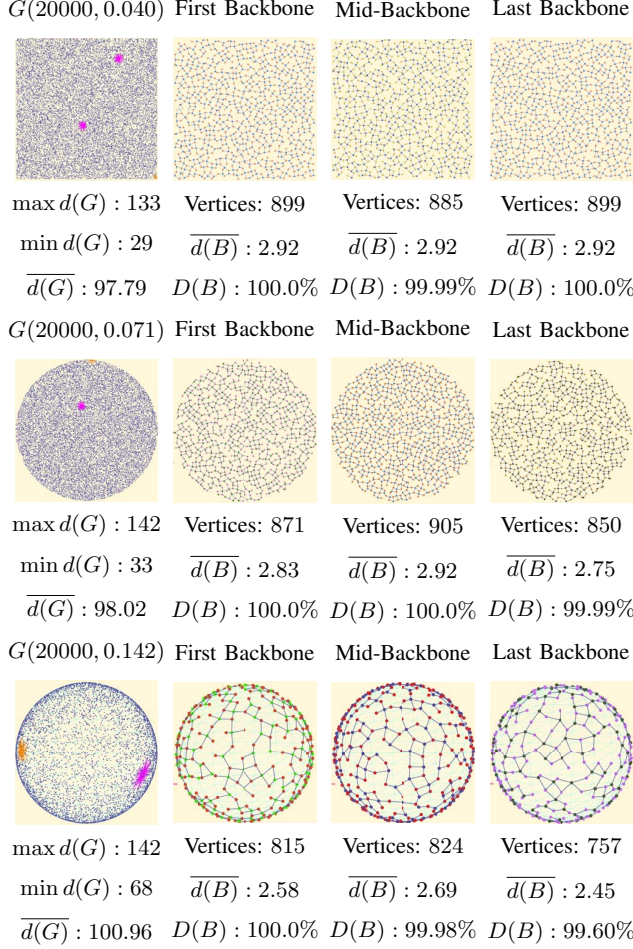 G(20000, 0.040) First Backbone Mid-Backbone Last Backbone
max d(G) : 133 Vertices: 899 Vertices: 885 Vertices: 899
min d(G) : 29 d(B) : 2.92 d(B) : 2.92 d(B) : 2.92
d(G) : 97.79 D(B) : 100.0% D(B) : 99.99% D(B) : 100.0%
G(20000, 0.071) First Backbone Mid-Backbone Last Backbone
max d(G) : 142 Vertices: 871 Vertices: 905 Vertices: 850
min d(G) : 33 d(B) : 2.83 d(B) : 2.92 d(B) : 2.75
d(G) : 98.02 D(B) : 100.0% D(B) : 100.0% D(B) : 99.99%
G(20000, 0.142) First Backbone Mid-Backbone Last Backbone
max d(G) : 142 Vertices: 815 Vertices: 824 Vertices: 757
min d(G) : 68 d(B) : 2.58 d(B) : 2.69 d(B) : 2.45
d(G) : 100.96 D(B) : 100.0% D(B) : 99.98% D(B) : 99.60%